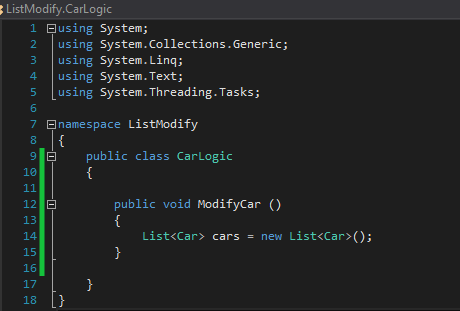 ListModify.CarLogic
1 using System;
2 using System.Collections.Generic;
3 using System.Linq;
4 using System.Text;
5 using System.Threading.Tasks;
6
7 namespace ListModify
8 {
9 public class CarLogic
10 {
11
12 public void ModifyCar ()
13 {
14 List<Car> cars = new List<Car>();
15 }
16
17 }
18 }